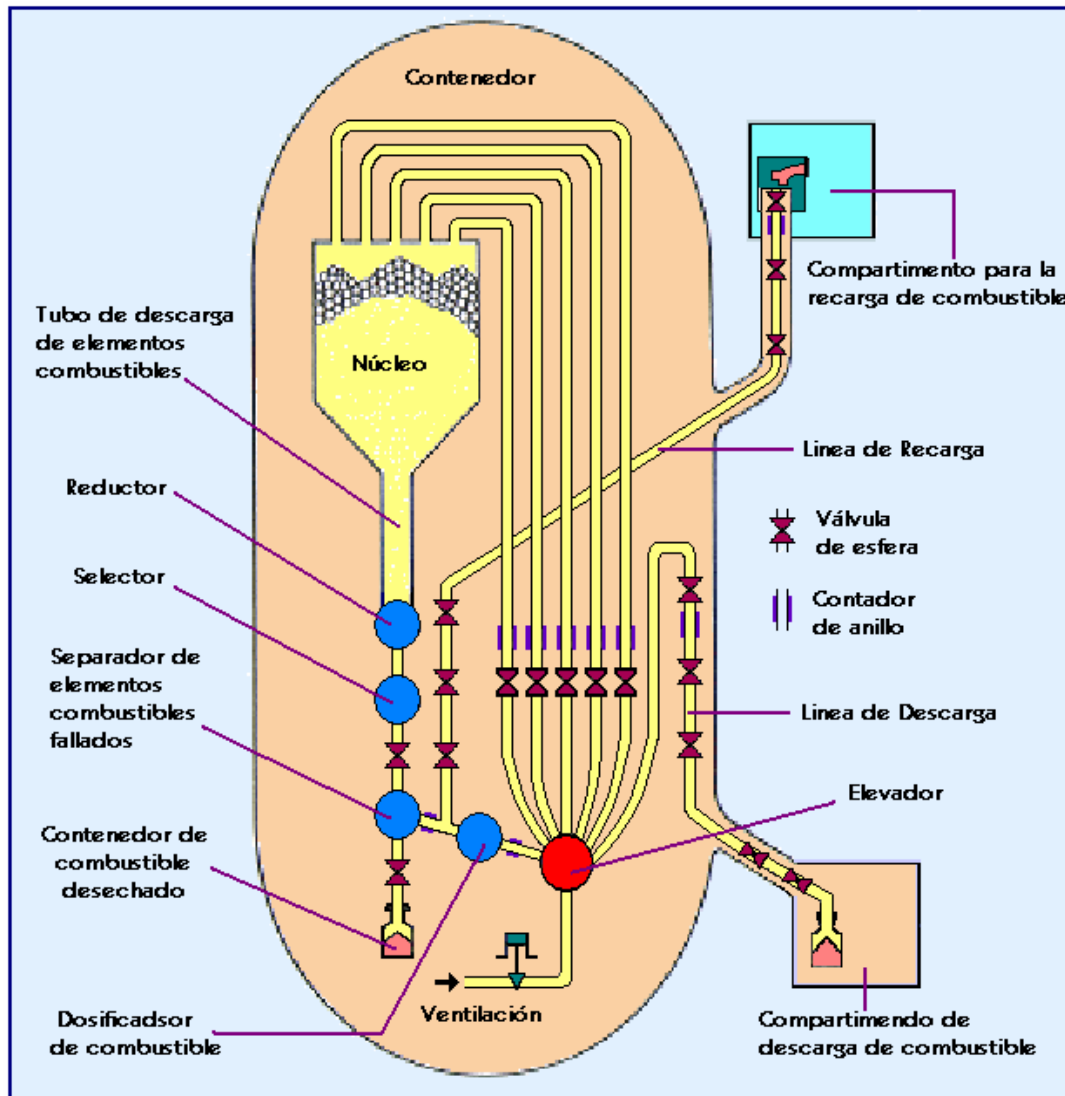 Contenedor
Tubo de descarga
de elementos
combustibles
Núcleo
Compartimento para la
recarga de combustible
Linea de Recarga
Reductor
Válvula
de esfera
Selector
Contador
de anillo
Separador de
elementos
combustibles
fallados
Linea de Descarga
Elevador
Contenedor de
combustible
desechado
Ventilación
Dosificadsor
de combustible
Compartimendo de
descarga de combustible